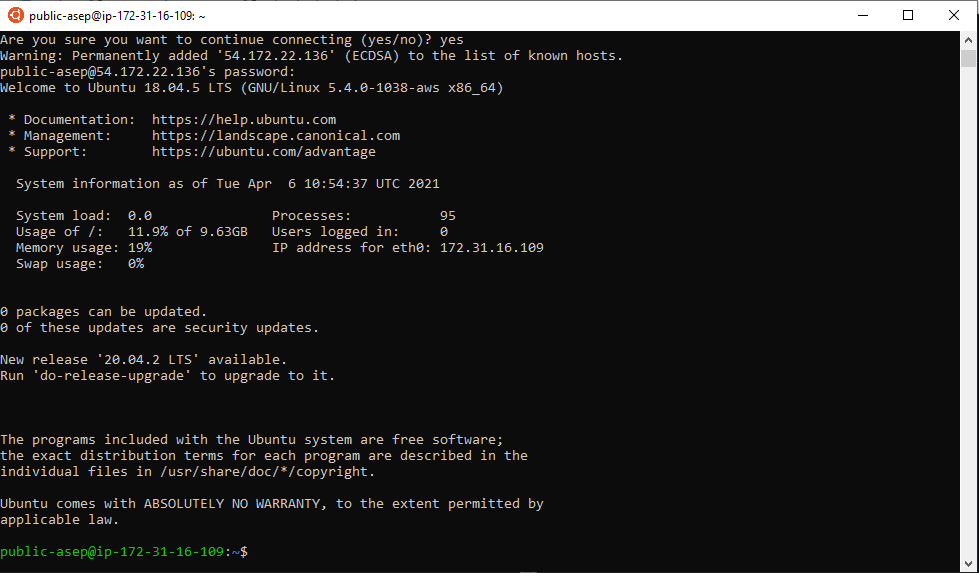 public-asep@ip-172-31-16-109: ~
Are you sure you want to continue connecting (yes/no)? yes
Warning: Permanently added '54.172.22.136' (ECDSA) to the list of known hosts.
public-asep@54.172.22.136's password:
Welcome to Ubuntu 18.04.5 LTS (GNU/Linux 5.4.0-1038-aws x86_64)
* Documentation:  https://help.ubuntu.com
* Management:     https://landscape.canonical.com
* Support:        https://ubuntu.com/advantage
System information as of Tue Apr  6 10:54:37 UTC 2021
System load:  0.0               Processes:           95
Usage of /:   11.9% of 9.63GB   Users logged in:     0
Memory usage: 19%               IP address for eth0: 172.31.16.109
Swap usage:   0%
0 packages can be updated.
0 of these updates are security updates.
New release '20.04.2 LTS' available.
Run 'do-release-upgrade' to upgrade to it.
The programs included with the Ubuntu system are free software;
the exact distribution terms for each program are described in the
individual files in /usr/share/doc/*/copyright.
Ubuntu comes with ABSOLUTELY NO WARRANTY, to the extent permitted by
applicable law.
public-asep@ip-172-31-16-109:~$